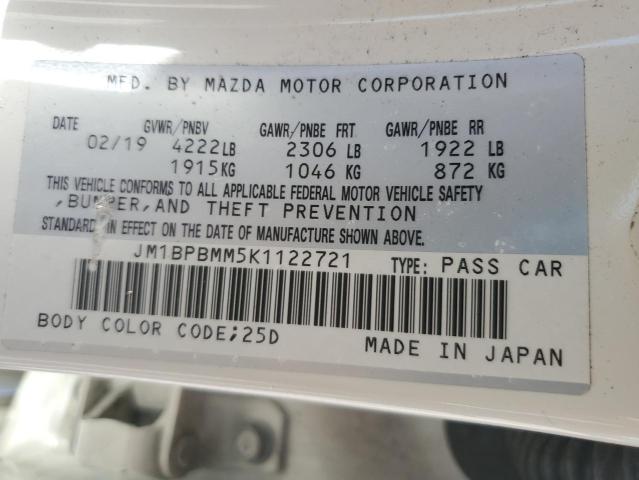 MFD. BY MAZDA MOTOR CORPORATION
DATE GVWR/PNBV GAWR/PNBE FRT GAWR/PNBE RR
02/19 4222LB 2306 LB 1922 LB
1915KG 1046 KG 872 KG
THIS VEHICLE CONFORMS TO ALL APPLICABLE FEDERAL MOTOR VEHICLE SAFETY
,BUMPER,AND THEFT PREVENTION
STANDARDS IN EFFECT ON THE DATE OF MANUFACTURE SHOWN ABOVE.
JM1BPBMM5K1122721 TYPE: PASS CAR
BODY COLOR CODE;25D MADE IN JAPAN